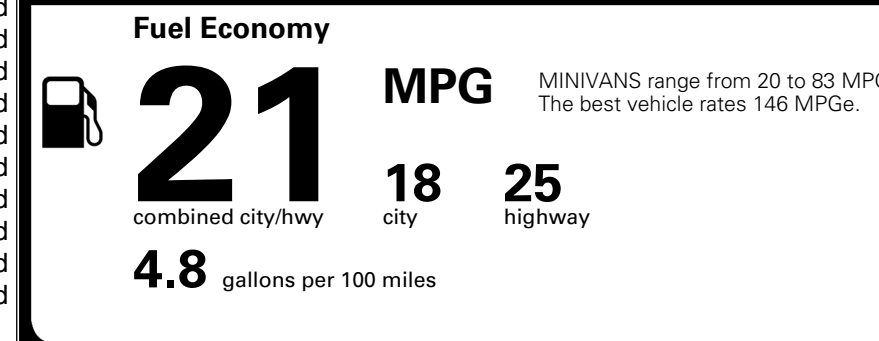 Fuel Economy
21
MPG
MINIVANS range from 20 to 83 MPG
The best vehicle rates 146 MPGe.
18
25
combined city/hwy
city
highway
4.8 gallons per 100 miles